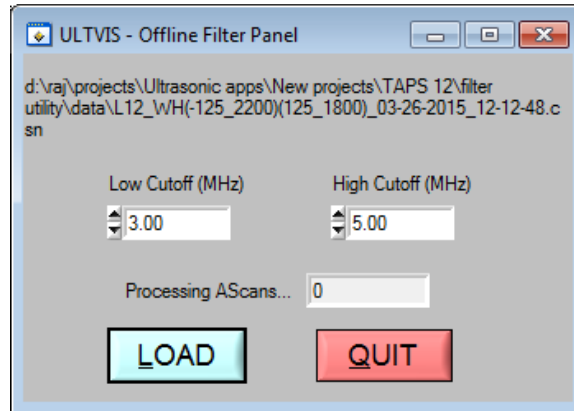 ULTVIS - Offline Filter Panel
d:\raj\projects\Ultrasonic apps\New projects\TAPS 12\filter
utility\data\L12_WH(-125_2200)(125_1800)_03-26-2015_12-12-48.c
sn
Low Cutoff (MHz) High Cutoff (MHz)
3.00 5.00
Processing AScans... 0
LOAD QUIT